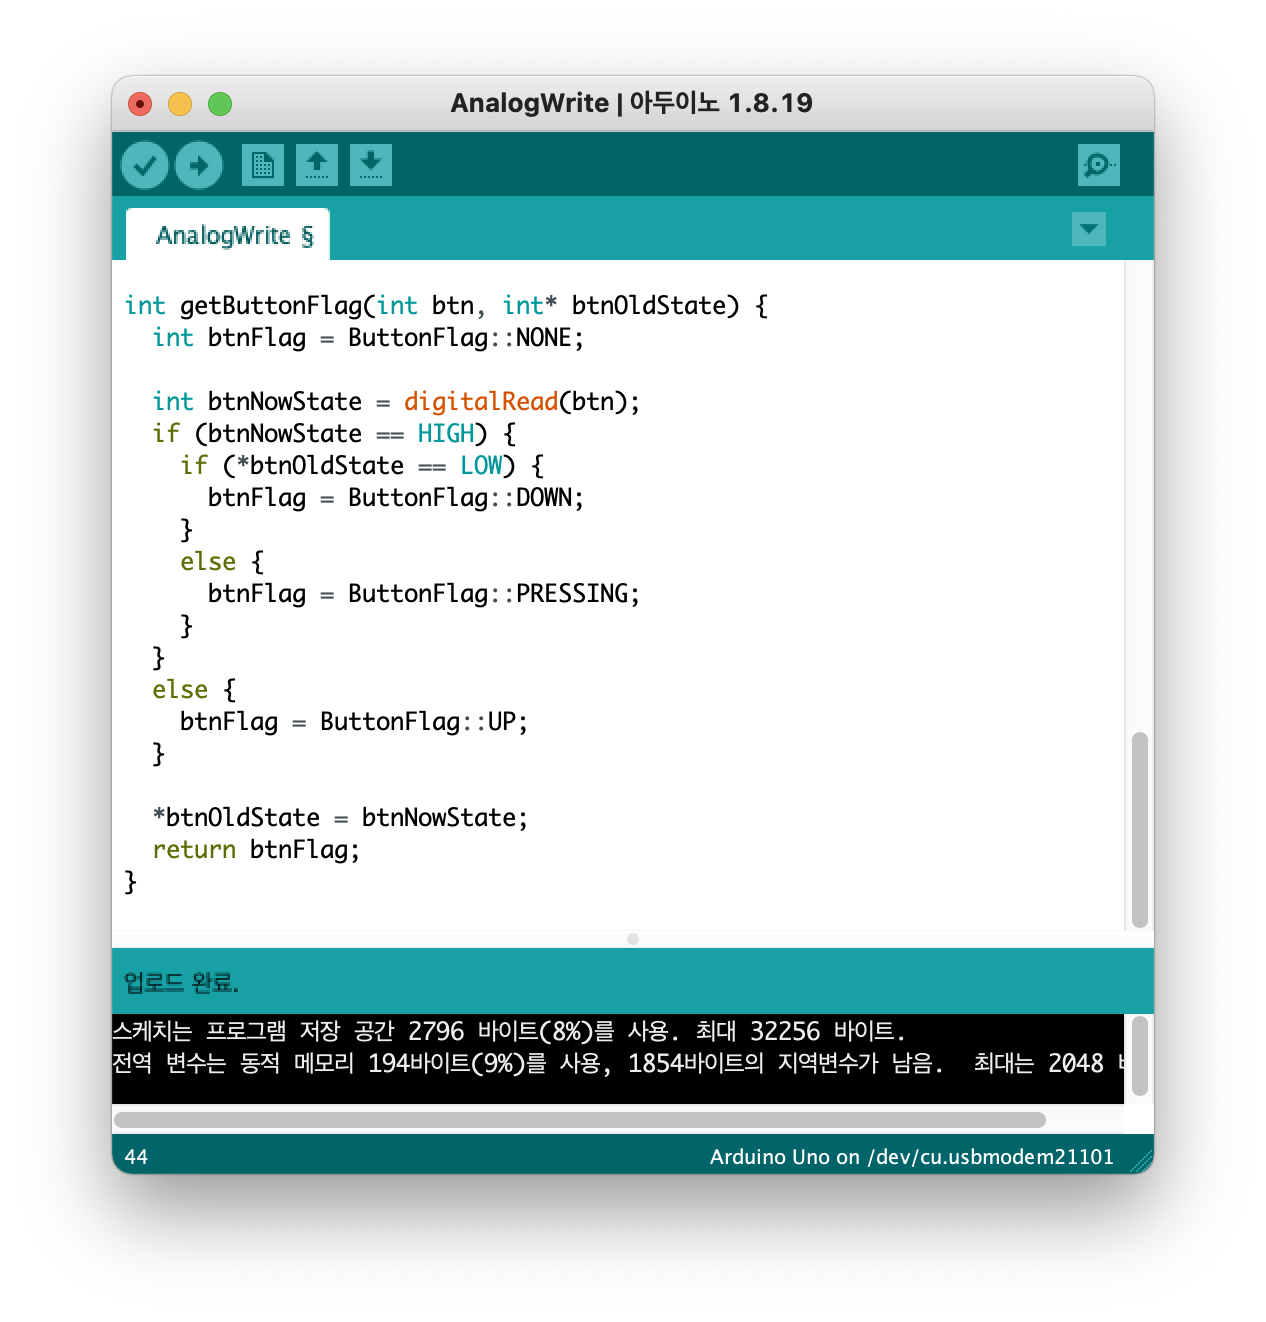 AnalogWrite | 아두이노 1.8.19
AnalogWrite §
int getButtonFlag(int btn, int* btnOldState) {
  int btnFlag = ButtonFlag::NONE;

  int btnNowState = digitalRead(btn);
  if (btnNowState == HIGH) {
    if (*btnOldState == LOW) {
      btnFlag = ButtonFlag::DOWN;
    }
    else {
      btnFlag = ButtonFlag::PRESSING;
    }
  }
  else {
    btnFlag = ButtonFlag::UP;
  }

  *btnOldState = btnNowState;
  return btnFlag;
}
업로드 완료.
스케치는 프로그램 저장 공간 2796 바이트(8%)를 사용. 최대 32256 바이트.
전역 변수는 동적 메모리 194바이트(9%)를 사용, 1854바이트의 지역변수가 남음.  최대는 2048
44
Arduino Uno on /dev/cu.usbmodem21101